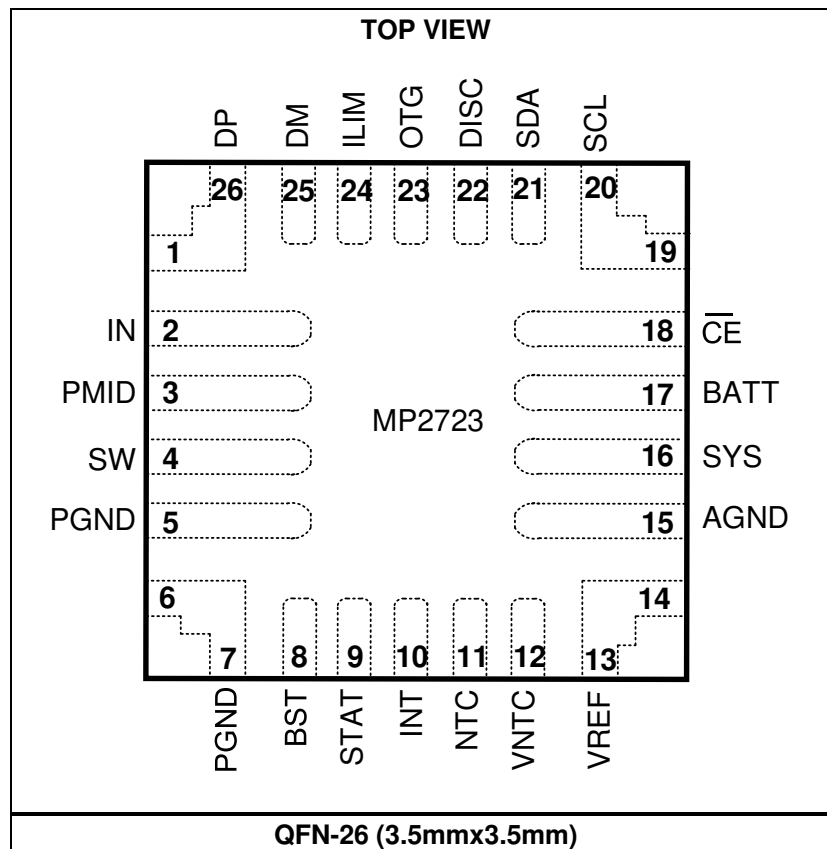 TOP VIEW
DP DM ILIM OTG DISC SDA SCL
26 25 24 23 22 21 20
1 19
IN 2 18 C̅E̅
PMID 3 17 BATT
MP2723
SW 4 16 SYS
PGND 5 15 AGND
6 14
7 8 9 10 11 12 13
PGND BST STAT INT NTC VNTC VREF
QFN-26 (3.5mmx3.5mm)